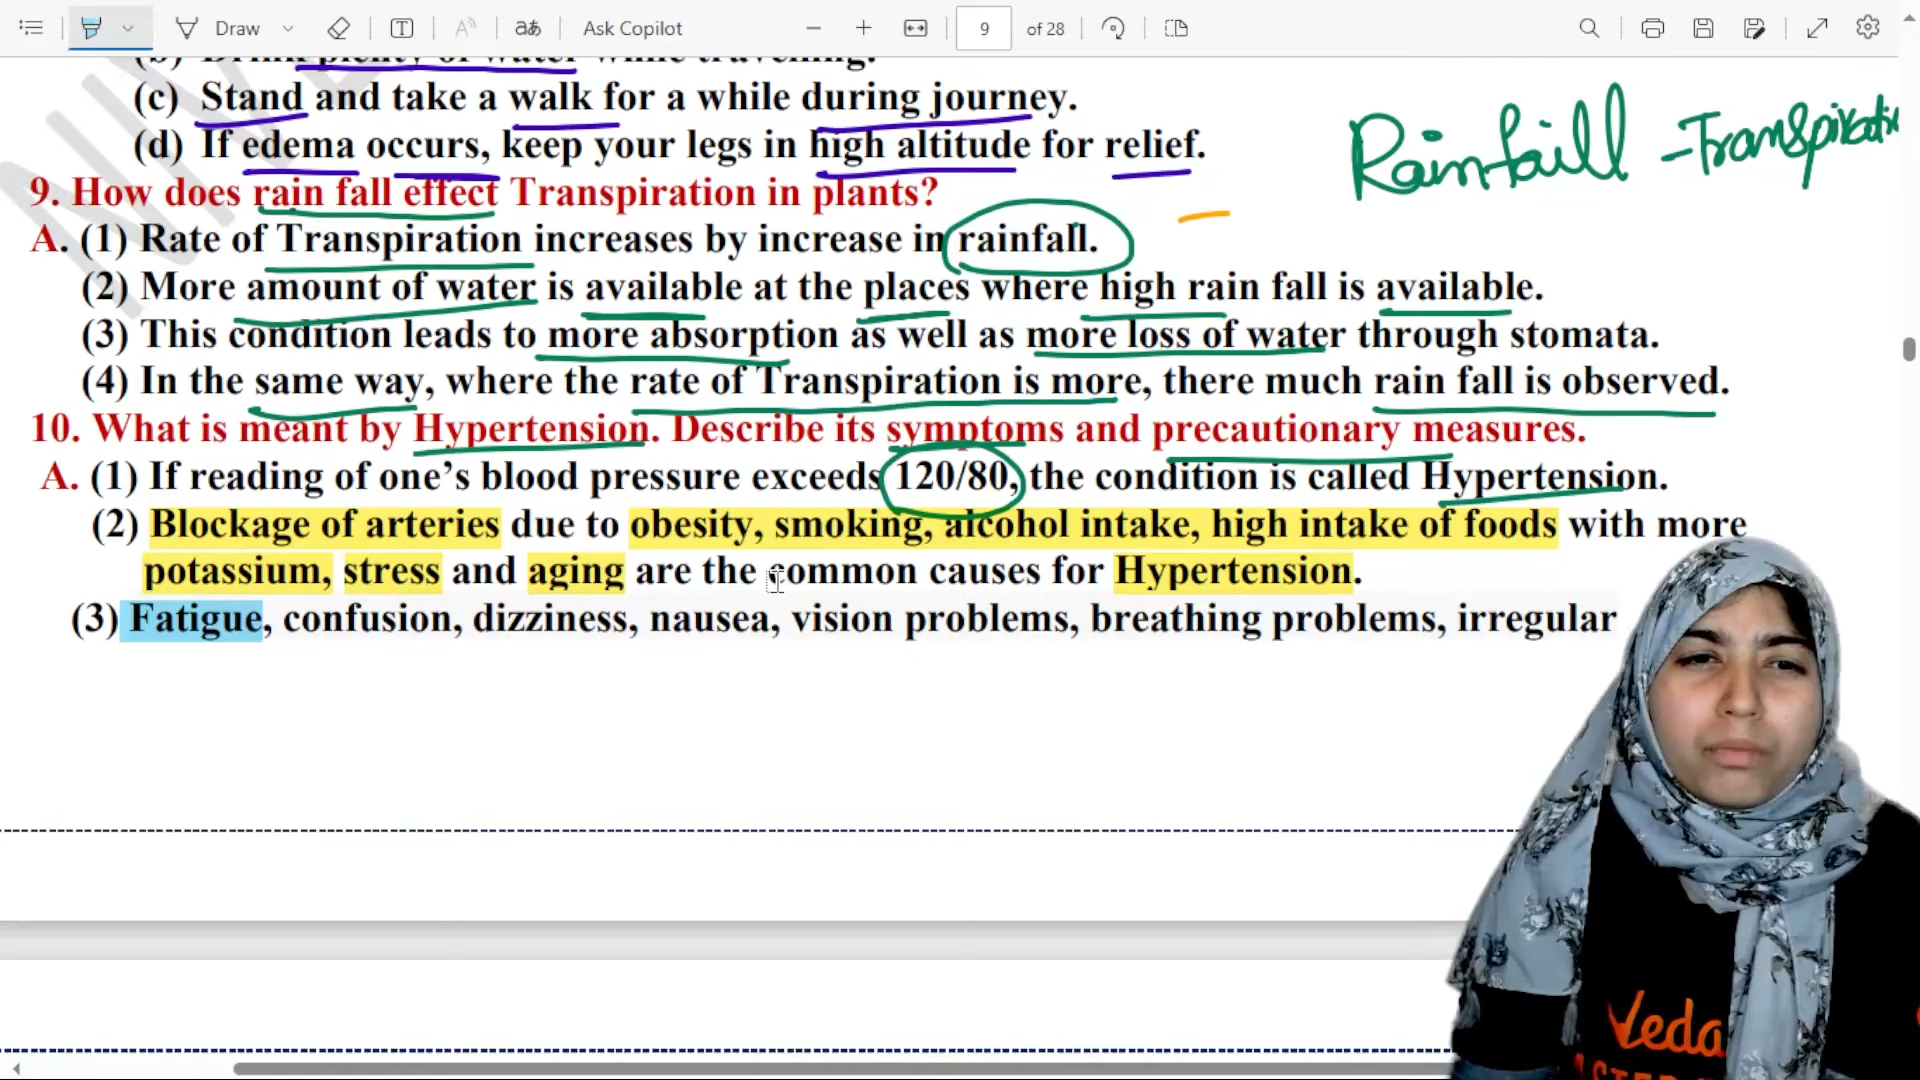 Draw
Ask Copilot
9 of 28
(b) Drink plenty of water while travelling.
(c) Stand and take a walk for a while during journey.
(d) If edema occurs, keep your legs in high altitude for relief.
Rainfaill - Transpiratio
9. How does rain fall effect Transpiration in plants?
A. (1) Rate of Transpiration increases by increase in rainfall.
(2) More amount of water is available at the places where high rain fall is available.
(3) This condition leads to more absorption as well as more loss of water through stomata.
(4) In the same way, where the rate of Transpiration is more, there much rain fall is observed.
10. What is meant by Hypertension. Describe its symptoms and precautionary measures.
A. (1) If reading of one’s blood pressure exceeds 120/80, the condition is called Hypertension.
(2) Blockage of arteries due to obesity, smoking, alcohol intake, high intake of foods with more
potassium, stress and aging are the common causes for Hypertension.
(3) Fatigue, confusion, dizziness, nausea, vision problems, breathing problems, irregular
Veda